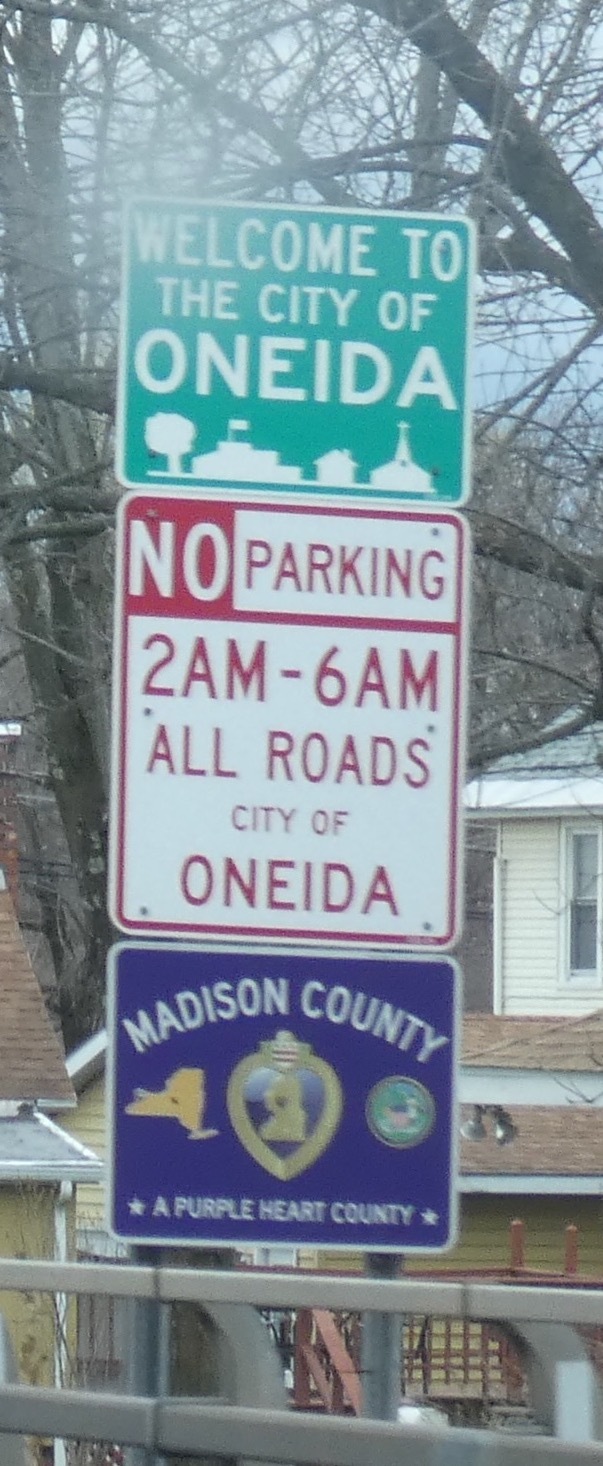 WELCOME TO
THE CITY OF
ONEIDA
NO PARKING
2AM-6AM
ALL ROADS
CITY OF
ONEIDA
MADISON COUNTY
★ A PURPLE HEART COUNTY ★